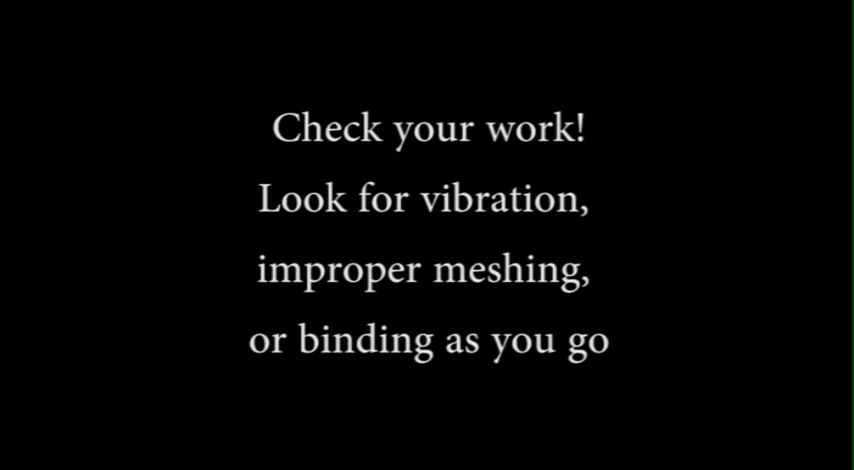 Check your work!
Look for vibration,
improper meshing,
or binding as you go